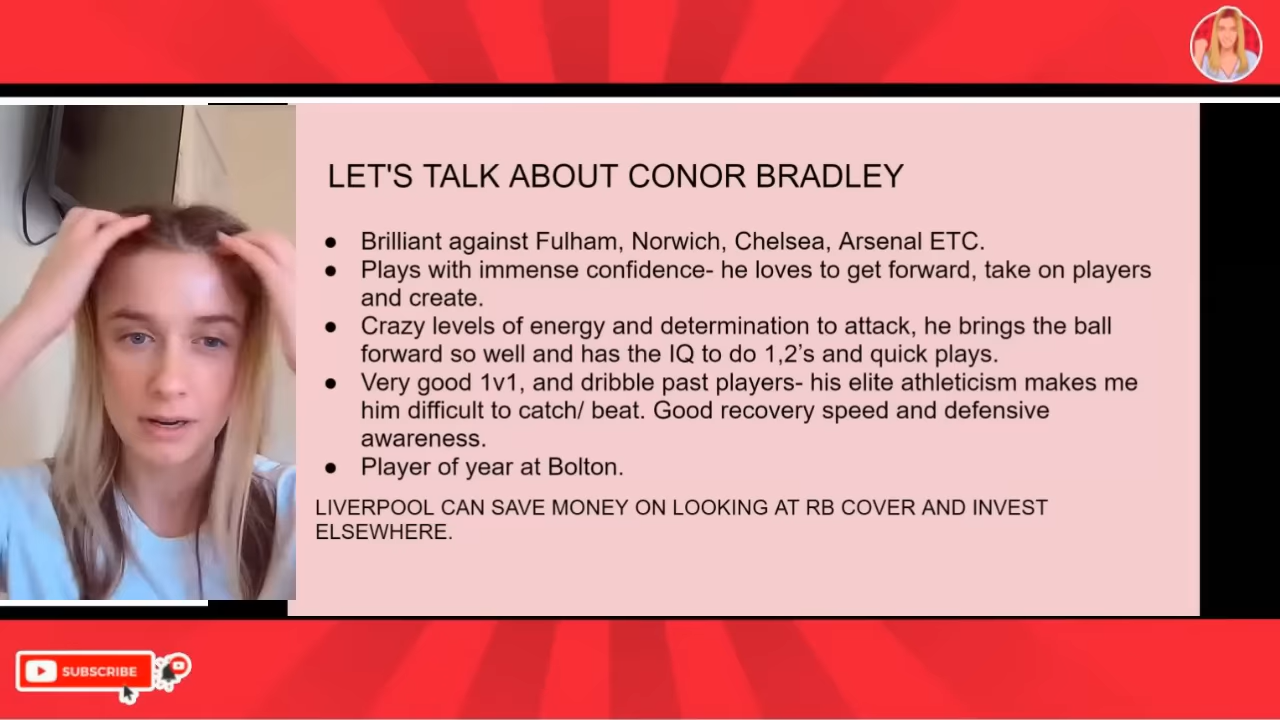 LET'S TALK ABOUT CONOR BRADLEY
● Brilliant against Fulham, Norwich, Chelsea, Arsenal ETC.
● Plays with immense confidence- he loves to get forward, take on players
and create.
● Crazy levels of energy and determination to attack, he brings the ball
forward so well and has the IQ to do 1,2’s and quick plays.
● Very good 1v1, and dribble past players- his elite athleticism makes me
him difficult to catch/ beat. Good recovery speed and defensive
awareness.
● Player of year at Bolton.
LIVERPOOL CAN SAVE MONEY ON LOOKING AT RB COVER AND INVEST
ELSEWHERE.
SUBSCRIBE